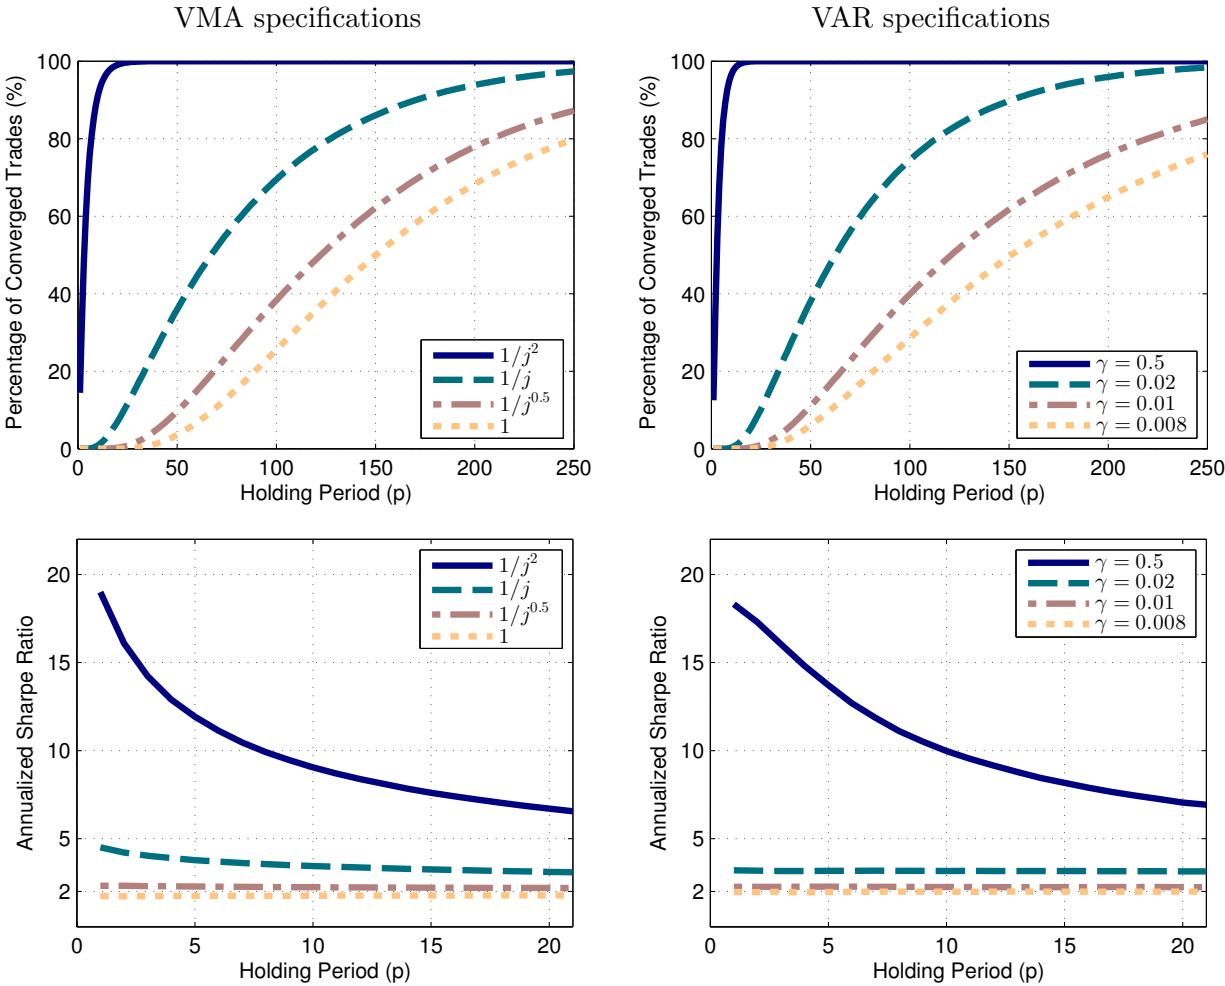 VMA specifications
VAR specifications
Percentage of Converged Trades (%)
100
80
60
40
20
0
0 50 100 150 200 250
Holding Period (p)
1/j²
1/j
1/j⁰·⁵
1
Percentage of Converged Trades (%)
100
80
60
40
20
0
0 50 100 150 200 250
Holding Period (p)
γ = 0.5
γ = 0.02
γ = 0.01
γ = 0.008
Annualized Sharpe Ratio
20
15
10
5
2
0 5 10 15 20
Holding Period (p)
1/j²
1/j
1/j⁰·⁵
1
Annualized Sharpe Ratio
20
15
10
5
2
0 5 10 15 20
Holding Period (p)
γ = 0.5
γ = 0.02
γ = 0.01
γ = 0.008